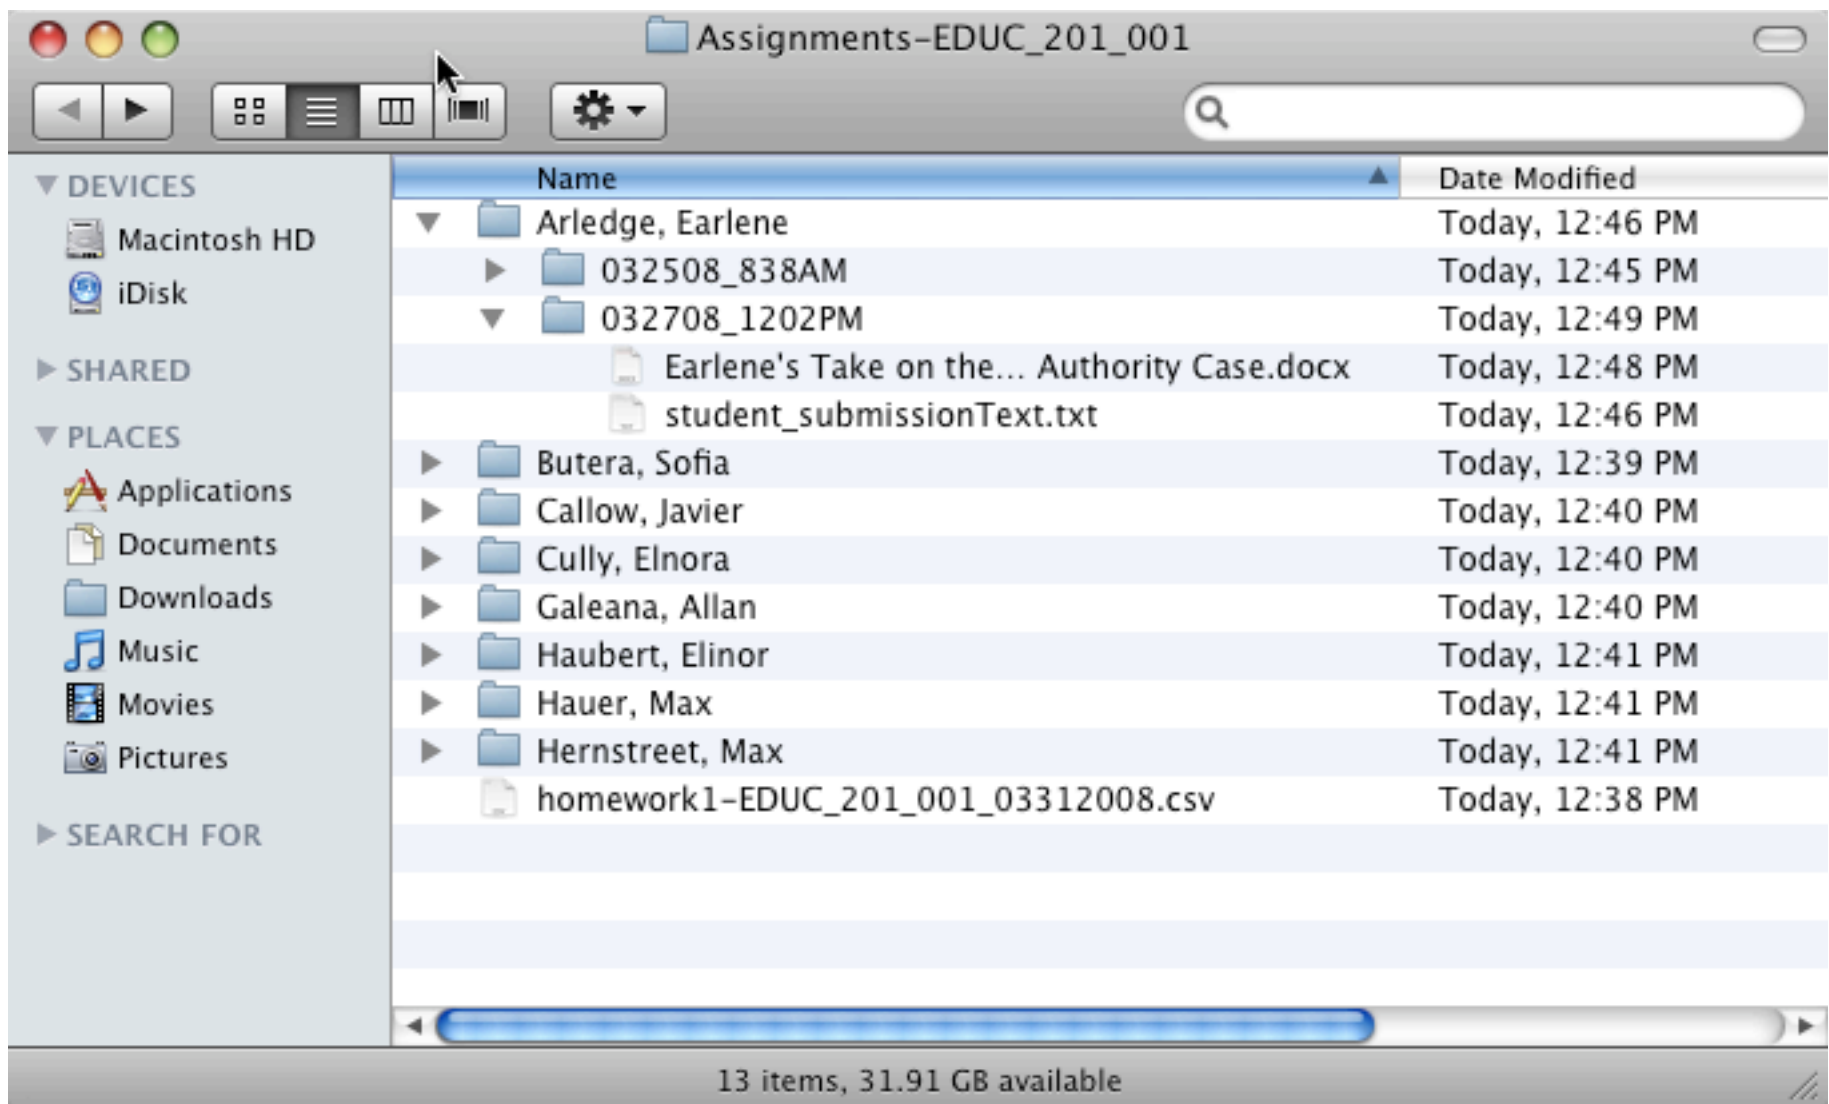 Assignments-EDUC_201_001
DEVICES
Macintosh HD
iDisk
SHARED
PLACES
Applications
Documents
Downloads
Music
Movies
Pictures
SEARCH FOR
Name Date Modified
Arledge, Earlene Today, 12:46 PM
032508_838AM Today, 12:45 PM
032708_1202PM Today, 12:49 PM
Earlene's Take on the... Authority Case.docx Today, 12:48 PM
student_submissionText.txt Today, 12:46 PM
Butera, Sofia Today, 12:39 PM
Callow, Javier Today, 12:40 PM
Cully, Elnora Today, 12:40 PM
Galeana, Allan Today, 12:40 PM
Haubert, Elinor Today, 12:41 PM
Hauer, Max Today, 12:41 PM
Hernstreet, Max Today, 12:41 PM
homework1-EDUC_201_001_03312008.csv Today, 12:38 PM
13 items, 31.91 GB available